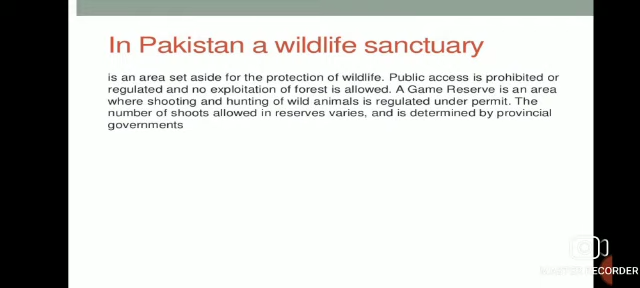 In Pakistan a wildlife sanctuary
is an area set aside for the protection of wildlife. Public access is prohibited or
regulated and no exploitation of forest is allowed. A Game Reserve is an area
where shooting and hunting of wild animals is regulated under permit. The
number of shoots allowed in reserves varies, and is determined by provincial
governments
MASTER RECORDER